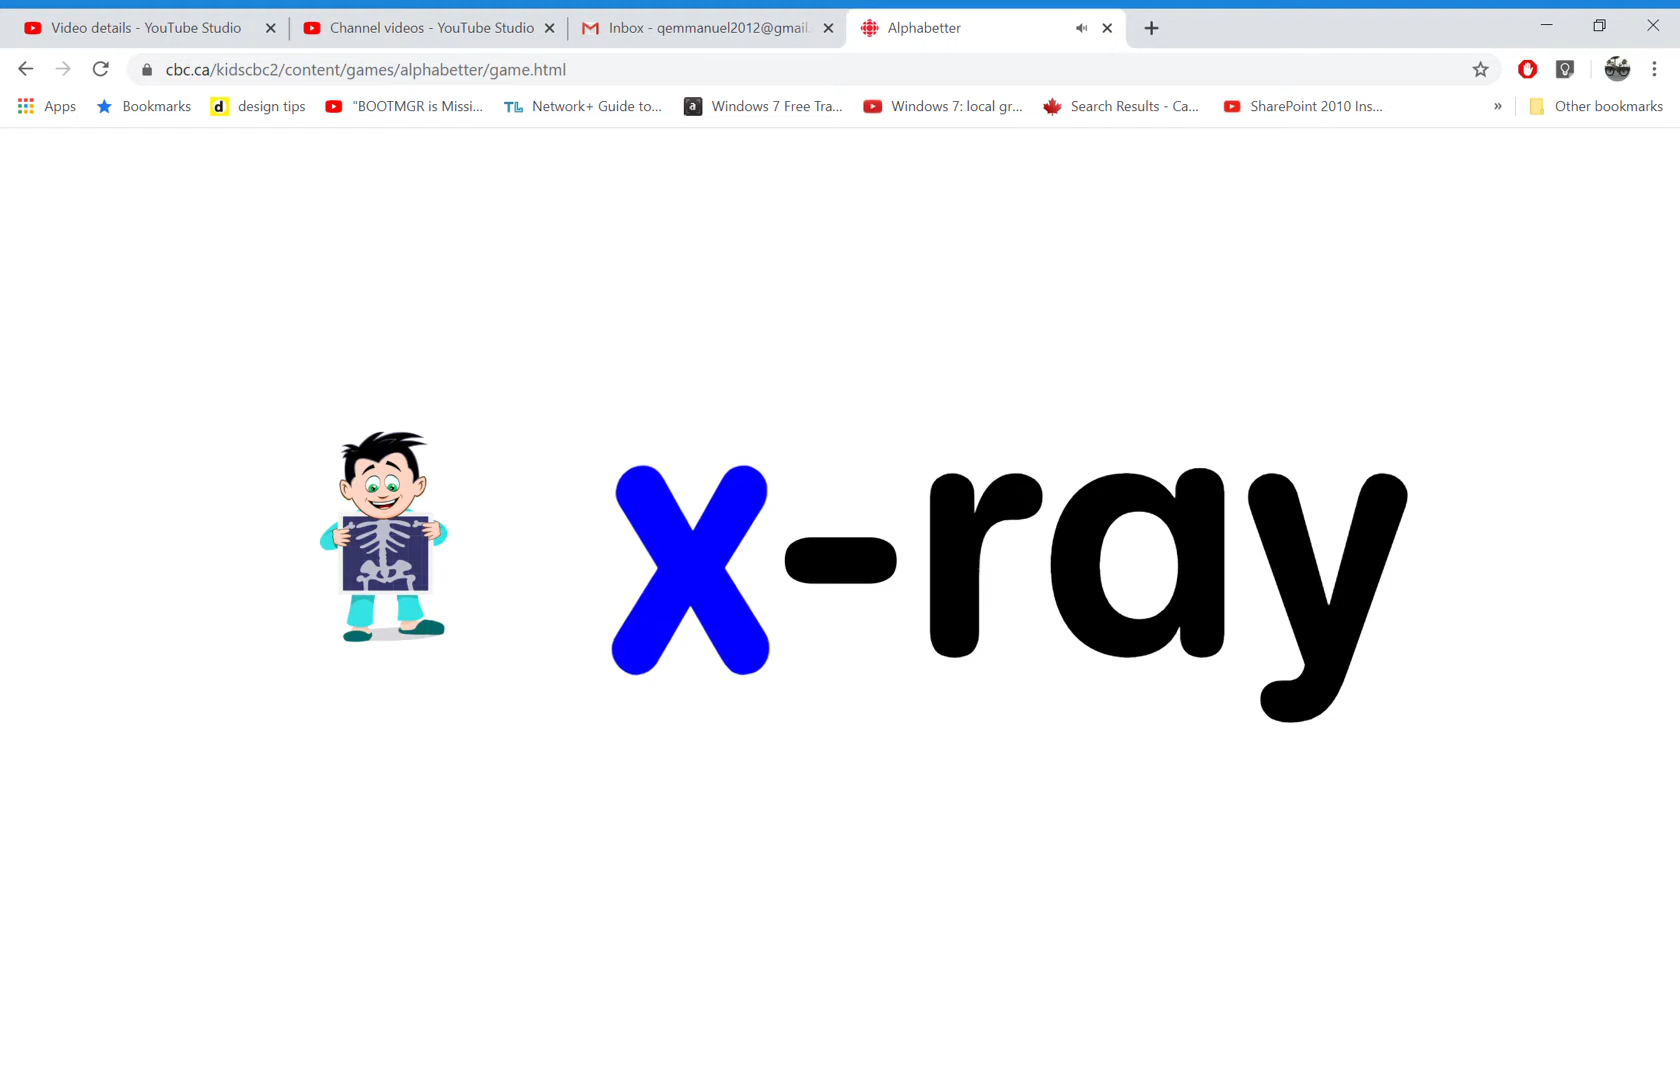 Video details - YouTube Studio Channel videos - YouTube Studio Inbox - qemmanuel2012@gmail. Alphabetter
cbc.ca/kidscbc2/content/games/alphabetter/game.html
Apps Bookmarks d design tips "BOOTMGR is Missi... TL Network+ Guide to... a Windows 7 Free Tra... Windows 7: local gr... Search Results - Ca... SharePoint 2010 Ins... » Other bookmarks
x-ray